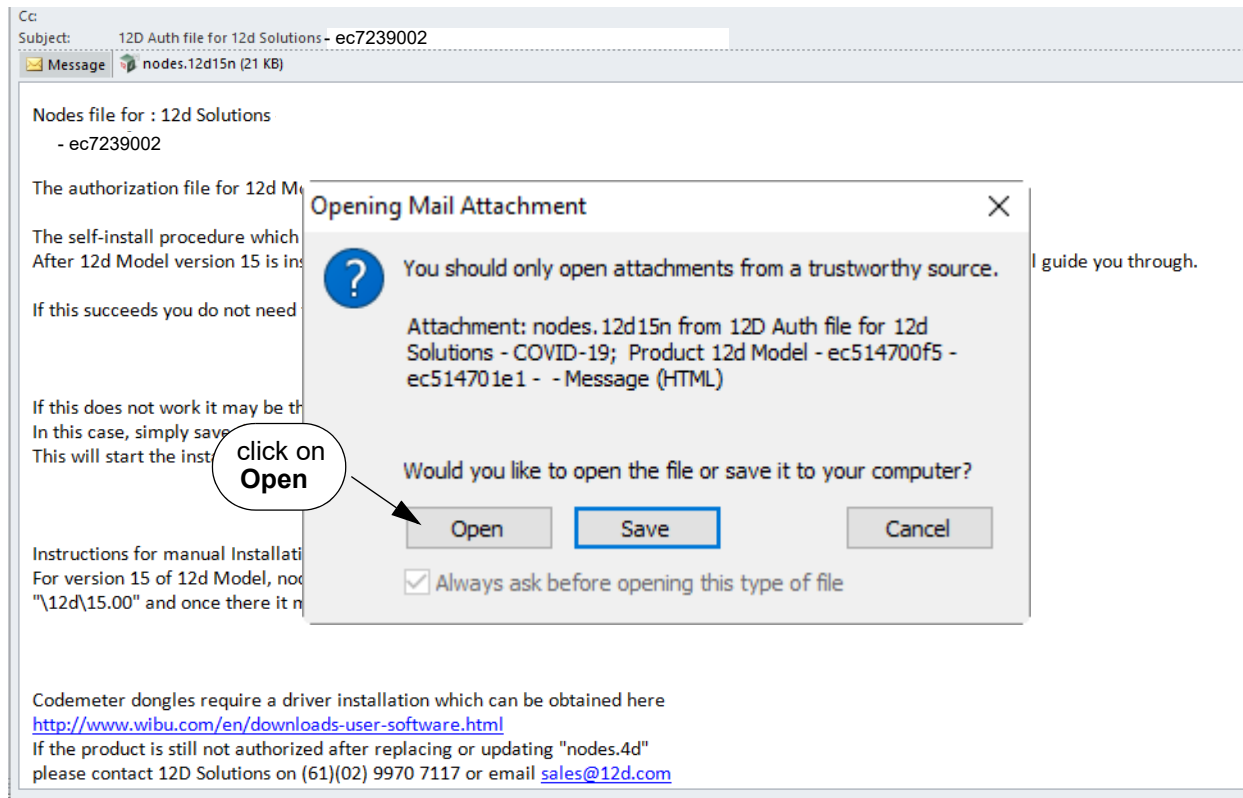 Cc:
Subject: 12D Auth file for 12d Solutions - ec7239002
Message nodes.12d15n (21 KB)
Nodes file for : 12d Solutions
- ec7239002
The authorization file for 12d
Opening Mail Attachment
The self-install procedure which
After 12d Model version 15 is
You should only open attachments from a trustworthy source.
guide you through.
If this succeeds you do not need
Attachment: nodes.12d15n from 12D Auth file for 12d
Solutions - COVID-19; Product 12d Model - ec514700f5 -
ec514701e1 - - Message (HTML)
If this does not work it may be
In this case, simply save
This will start the
click on
Open
Would you like to open the file or save it to your computer?
Open Save Cancel
Always ask before opening this type of file
Instructions for manual
For version 15 of 12d Model,
"\12d\15.00" and once there it
Codemeter dongles require a driver installation which can be obtained here
http://www.wibu.com/en/downloads-user-software.html
If the product is still not authorized after replacing or updating "nodes.4d"
please contact 12D Solutions on (61)(02) 9970 7117 or email sales@12d.com